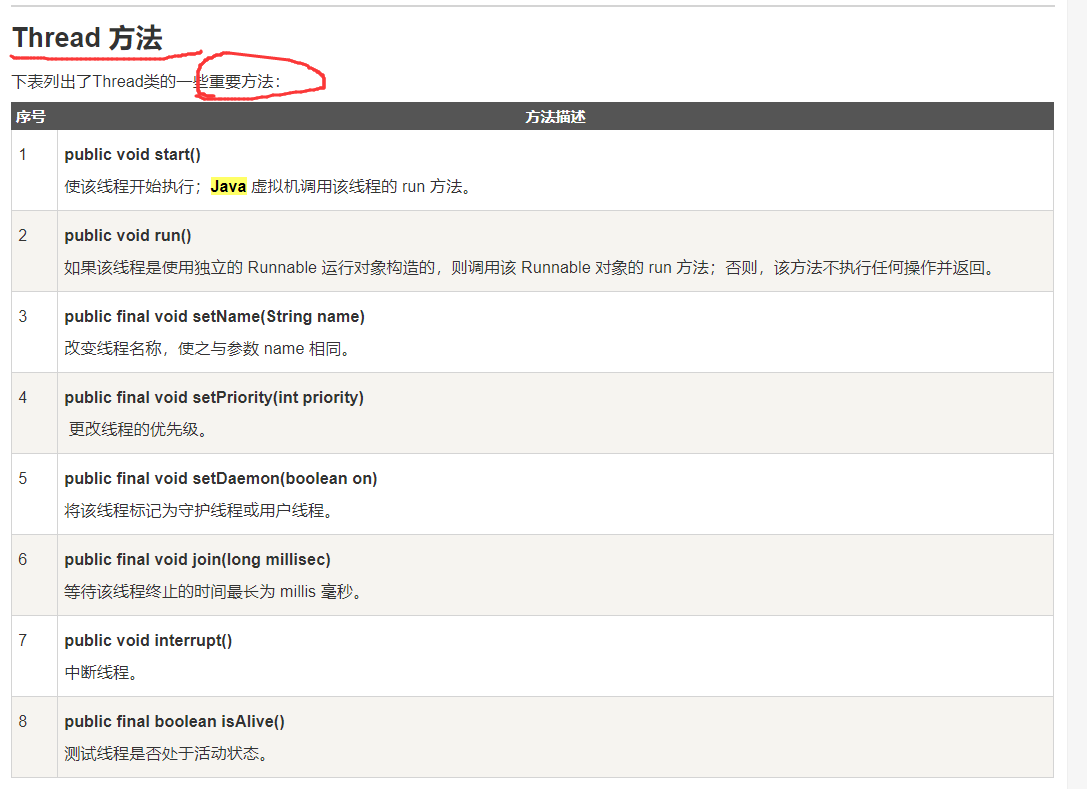 Thread 方法
下表列出了Thread类的一些重要方法：
序号 方法描述
1 public void start()
使该线程开始执行；Java 虚拟机调用该线程的 run 方法。
2 public void run()
如果该线程是使用独立的 Runnable 运行对象构造的，则调用该 Runnable 对象的 run 方法；否则，该方法不执行任何操作并返回。
3 public final void setName(String name)
改变线程名称，使之与参数 name 相同。
4 public final void setPriority(int priority)
更改线程的优先级。
5 public final void setDaemon(boolean on)
将该线程标记为守护线程或用户线程。
6 public final void join(long millisec)
等待该线程终止的时间最长为 millis 毫秒。
7 public void interrupt()
中断线程。
8 public final boolean isAlive()
测试线程是否处于活动状态。